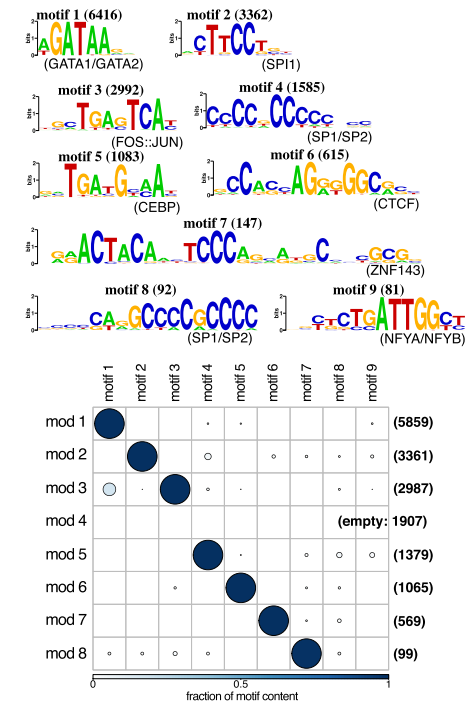 motif 1 (6416)
motif 2 (3362)
(GATA1/GATA2)
(SPI1)
motif 3 (2992)
motif 4 (1585)
(FOS::JUN)
(SP1/SP2)
motif 5 (1083)
motif 6 (615)
(CEBP)
(CTCF)
motif 7 (147)
(ZNF143)
motif 8 (92)
motif 9 (81)
(SP1/SP2)
(NFYA/NFYB)
motif 1 motif 2 motif 3 motif 4 motif 5 motif 6 motif 7 motif 8 motif 9
mod 1 (5859)
mod 2 (3361)
mod 3 (2987)
mod 4 (empty: 1907)
mod 5 (1379)
mod 6 (1065)
mod 7 (569)
mod 8 (99)
0 0.5 1
fraction of motif content